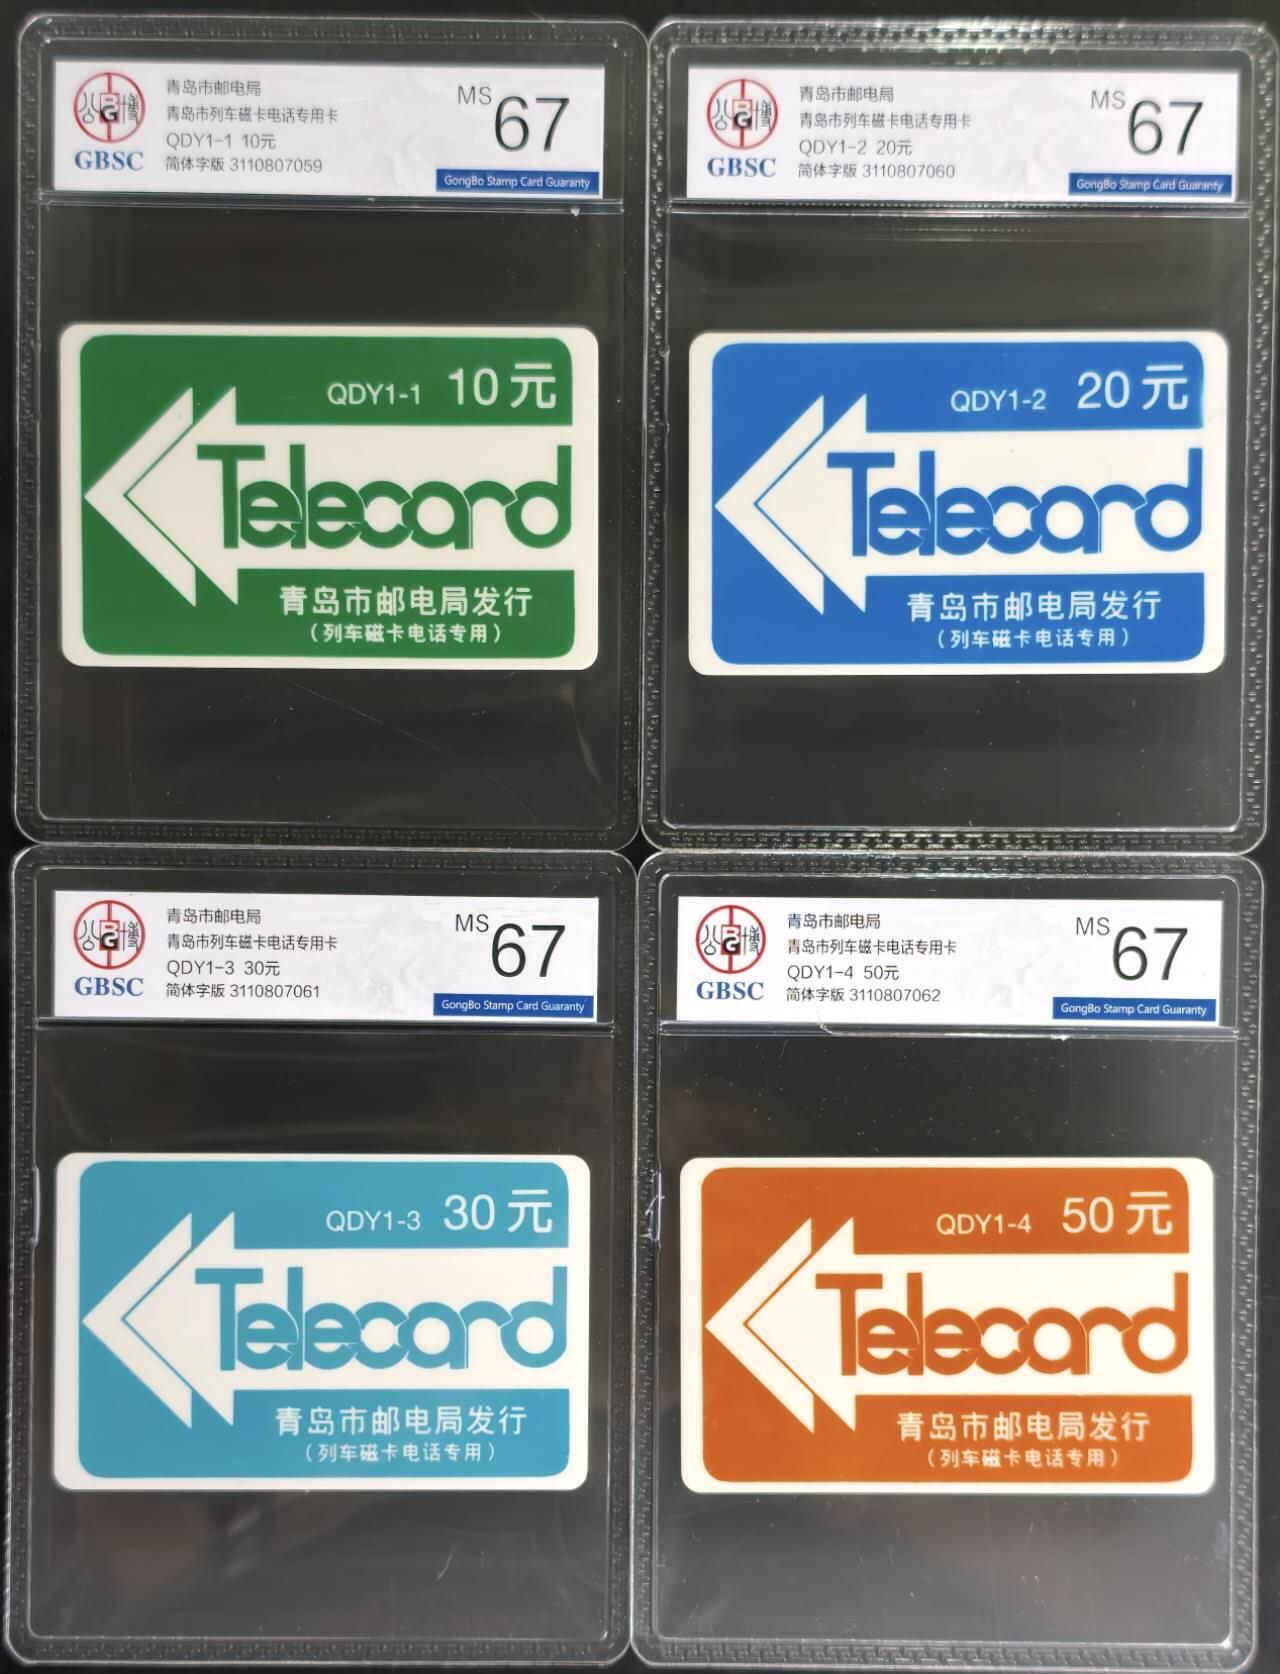 青岛市邮电局
青岛市列车磁卡电话专用卡
QDY1-1 10元
简体字版 3110807059
MS 67
公博
BG
GBSC
GongBo Stamp Card Guaranty
QDY1-1 10元
Telecard
青岛市邮电局发行
（列车磁卡电话专用）
青岛市邮电局
青岛市列车磁卡电话专用卡
QDY1-2 20元
简体字版 3110807060
MS 67
公博
BG
GBSC
GongBo Stamp Card Guaranty
QDY1-2 20元
Telecard
青岛市邮电局发行
（列车磁卡电话专用）
青岛市邮电局
青岛市列车磁卡电话专用卡
QDY1-3 30元
简体字版 3110807061
MS 67
公博
BG
GBSC
GongBo Stamp Card Guaranty
QDY1-3 30元
Telecard
青岛市邮电局发行
（列车磁卡电话专用）
青岛市邮电局
青岛市列车磁卡电话专用卡
QDY1-4 50元
简体字版 3110807062
MS 67
公博
BG
GBSC
GongBo Stamp Card Guaranty
QDY1-4 50元
Telecard
青岛市邮电局发行
（列车磁卡电话专用）